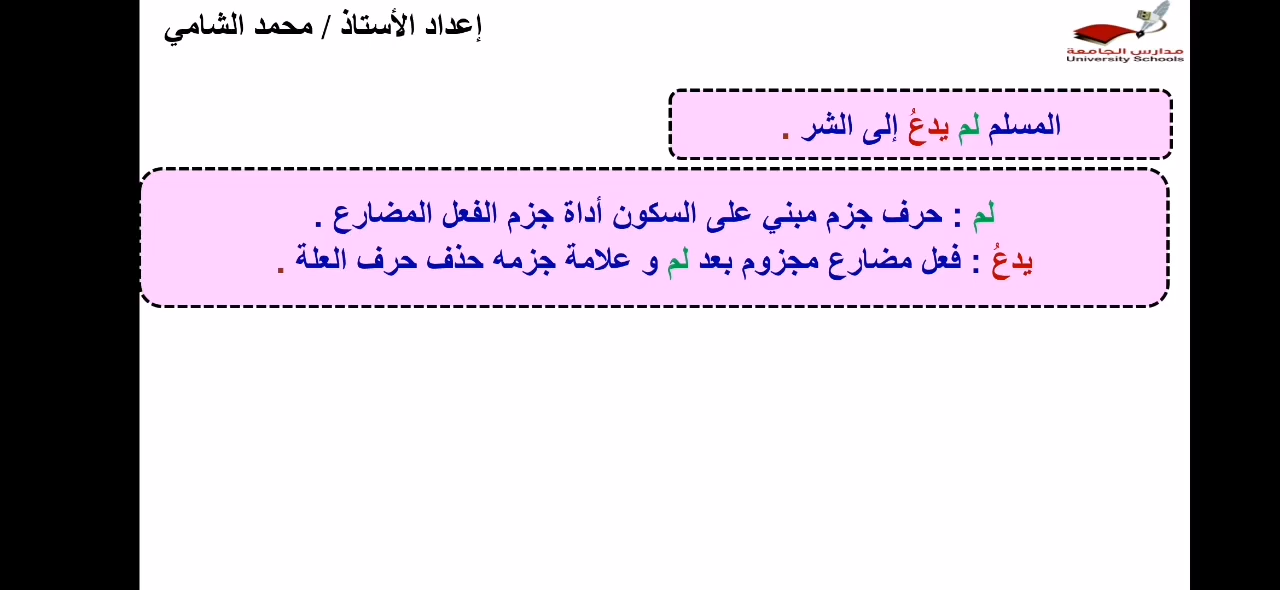 إعداد الأستاذ / محمد الشامي
مدارس الجامعة
University Schools
المسلم لم يدعُ إلى الشر .
لم : حرف جزم مبني على السكون أداة جزم الفعل المضارع .
يدعُ : فعل مضارع مجزوم بعد لم و علامة جزمه حذف حرف العلة .